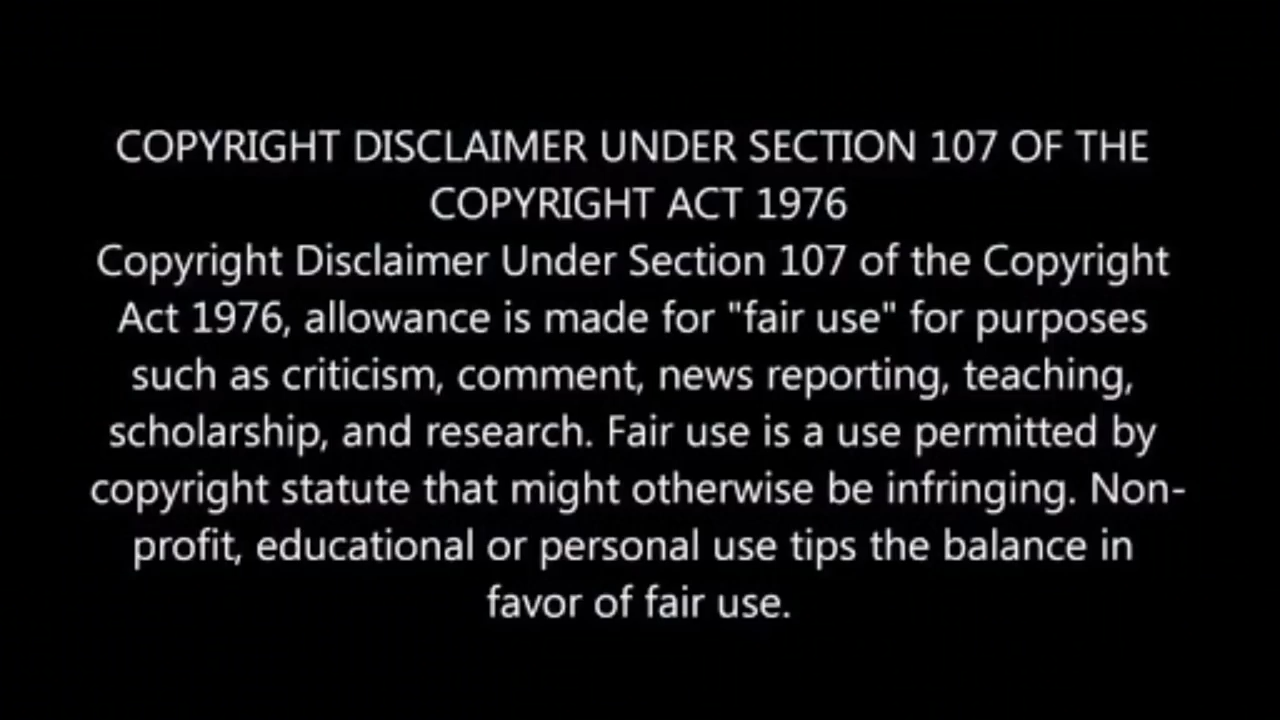 COPYRIGHT DISCLAIMER UNDER SECTION 107 OF THE
COPYRIGHT ACT 1976
Copyright Disclaimer Under Section 107 of the Copyright
Act 1976, allowance is made for "fair use" for purposes
such as criticism, comment, news reporting, teaching,
scholarship, and research. Fair use is a use permitted by
copyright statute that might otherwise be infringing. Non-
profit, educational or personal use tips the balance in
favor of fair use.